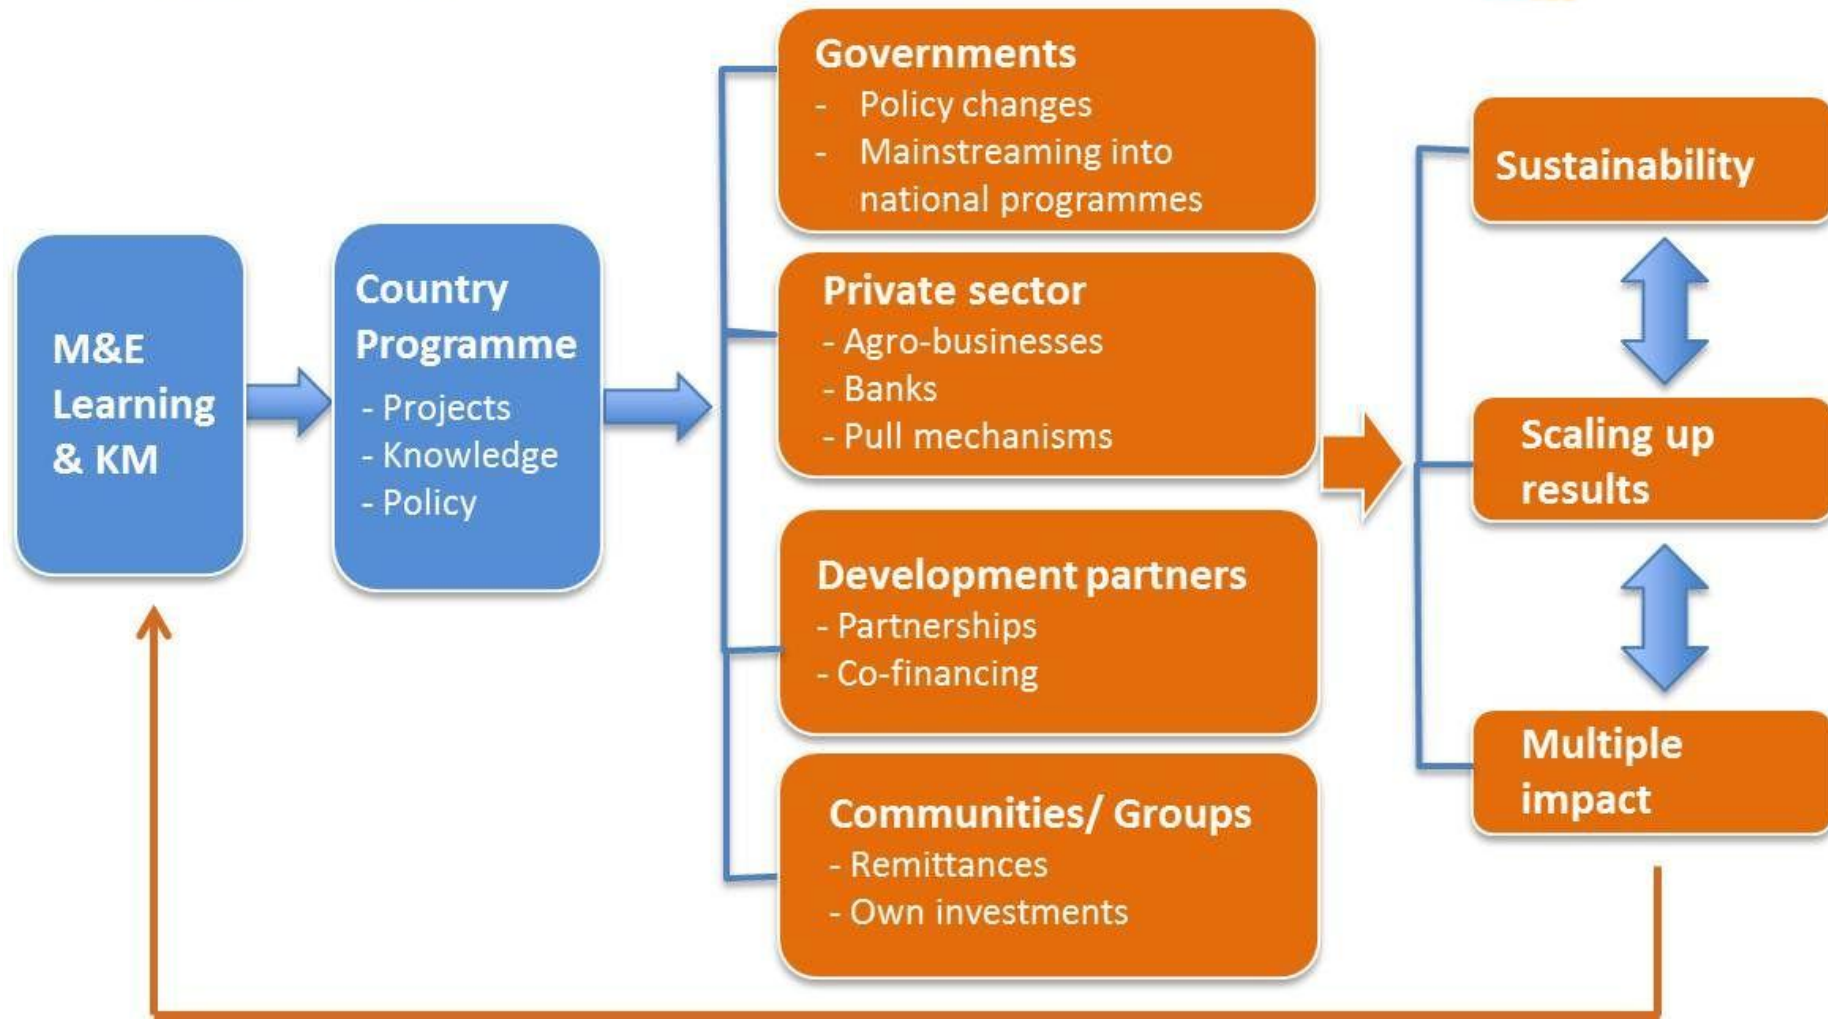 M&E
Learning
& KM
Country
Programme
- Projects
- Knowledge
- Policy
Governments
- Policy changes
- Mainstreaming into
national programmes
Private sector
- Agro-businesses
- Banks
- Pull mechanisms
Development partners
- Partnerships
- Co-financing
Communities/ Groups
- Remittances
- Own investments
Sustainability
Scaling up
results
Multiple
impact